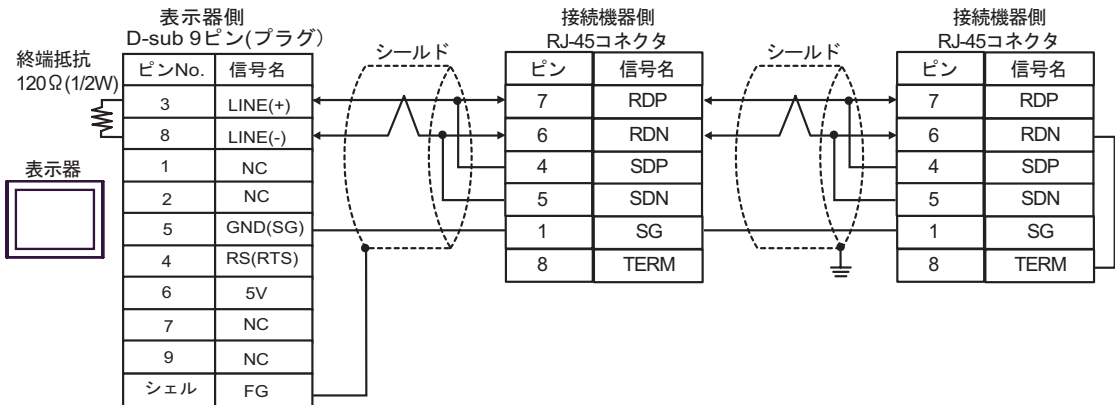 表示器側
D-sub 9ピン(プラグ)
終端抵抗
120Ω(1/2W)
表示器
ピンNo. 信号名
3 LINE(+)
8 LINE(-)
1 NC
2 NC
5 GND(SG)
4 RS(RTS)
6 5V
7 NC
9 NC
シェル FG
シールド
接続機器側
RJ-45コネクタ
ピン 信号名
7 RDP
6 RDN
4 SDP
5 SDN
1 SG
8 TERM
シールド
接続機器側
RJ-45コネクタ
ピン 信号名
7 RDP
6 RDN
4 SDP
5 SDN
1 SG
8 TERM